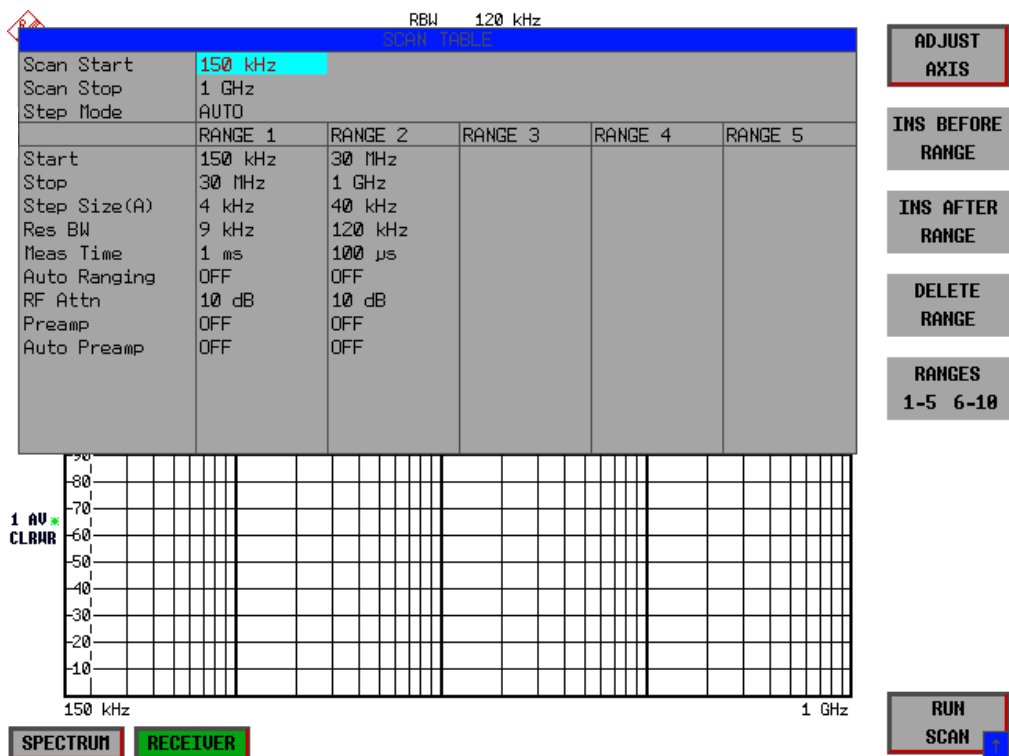 RBW 120 kHz
SCAN TABLE
Scan Start 150 kHz
Scan Stop 1 GHz
Step Mode AUTO
RANGE 1 RANGE 2 RANGE 3 RANGE 4 RANGE 5
Start 150 kHz 30 MHz
Stop 30 MHz 1 GHz
Step Size(A) 4 kHz 40 kHz
Res BW 9 kHz 120 kHz
Meas Time 1 ms 100 µs
Auto Ranging OFF OFF
RF Attn 10 dB 10 dB
Preamp OFF OFF
Auto Preamp OFF OFF
90
80
70
1 AV
CLRWR
60
50
40
30
20
10
150 kHz 1 GHz
SPECTRUM RECEIVER
ADJUST
AXIS
INS BEFORE
RANGE
INS AFTER
RANGE
DELETE
RANGE
RANGES
1-5 6-10
RUN
SCAN